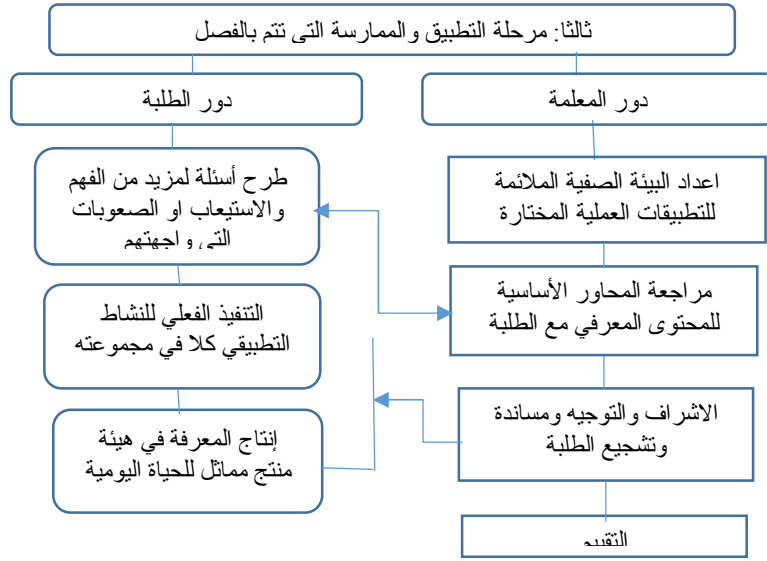 ثالثا: مرحلة التطبيق والممارسة التي تتم بالفصل
دور المعلمة
اعداد البيئة الصفية الملائمة
للتطبيقات العملية المختارة
مراجعة المحاور الأساسية
للمحتوى المعرفي مع الطلبة
الاشراف والتوجيه ومساندة
وتشجيع الطلبة
التقييم
دور الطلبة
طرح أسئلة لمزيد من الفهم
والاستيعاب او الصعوبات
التي واجهتهم
التنفيذ الفعلي للنشاط
التطبيقي كلا في مجموعته
إنتاج المعرفة في هيئة
منتج مماثل للحياة اليومية